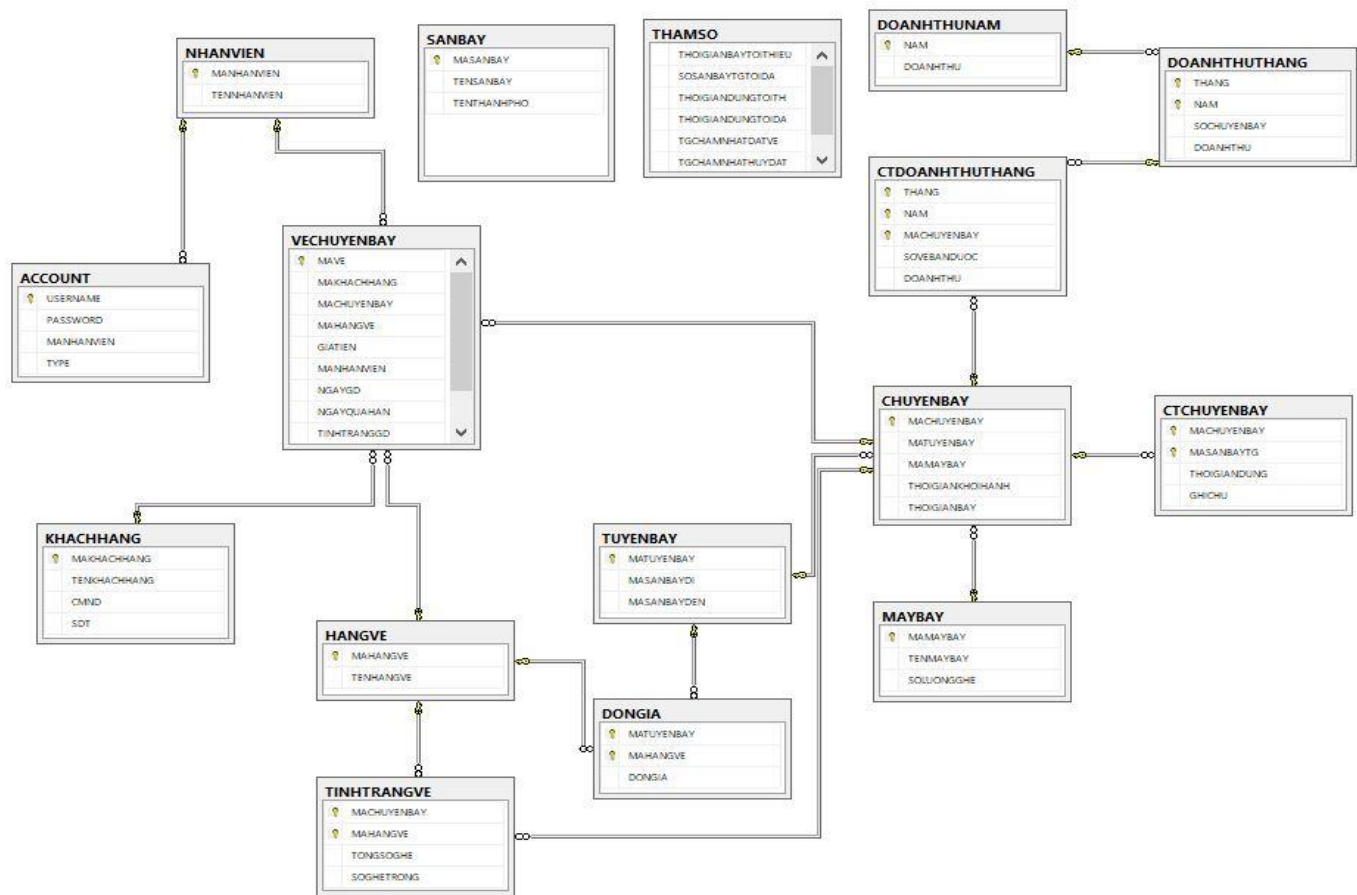 NHANVIEN
MANHANVIEN
TENNHANVIEN
SANBAY
MASANBAY
TENSANBAY
TENTHANHPHO
THAMSO
THOIGIANBAYTOITHIEU
SOSANBAYTGTOIDA
THOIGIANDUNGTOITH
THOIGIANDUNGTOIDA
TGCHAMNHATDATVE
TGCHAMNHATHUYDAT
DOANHTHUNAM
NAM
DOANHTHU
DOANHTHUTHANG
THANG
NAM
SOCHUYENBAY
DOANHTHU
CTDOANHTHUTHANG
THANG
NAM
MACHUYENBAY
SOVEBANDUOC
DOANHTHU
ACCOUNT
USERNAME
PASSWORD
MANHANVIEN
TYPE
VECHUYENBAY
MAVE
MAKHACHHANG
MACHUYENBAY
MAHANGVE
GIATIEN
MANHANVIEN
NGAYGD
NGAYQUAHAN
TINHTRANGGD
CHUYENBAY
MACHUYENBAY
MATUYENBAY
MAMAYBAY
THOIGIANKHOIHANH
THOIGIANBAY
CTCHUYENBAY
MACHUYENBAY
MASANBAYTG
THOIGIANDUNG
GHICHU
KHACHHANG
MAKHACHHANG
TENKHACHHANG
CMND
SDT
TUYENBAY
MATUYENBAY
MASANBAYDI
MASANBAYDEN
MAYBAY
MAMAYBAY
TENMAYBAY
SOLUONGGHE
HANGVE
MAHANGVE
TENHANGVE
DONGIA
MATUYENBAY
MAHANGVE
DONGIA
TINHTRANGVE
MACHUYENBAY
MAHANGVE
TONGSOGHE
SOGHETRONG